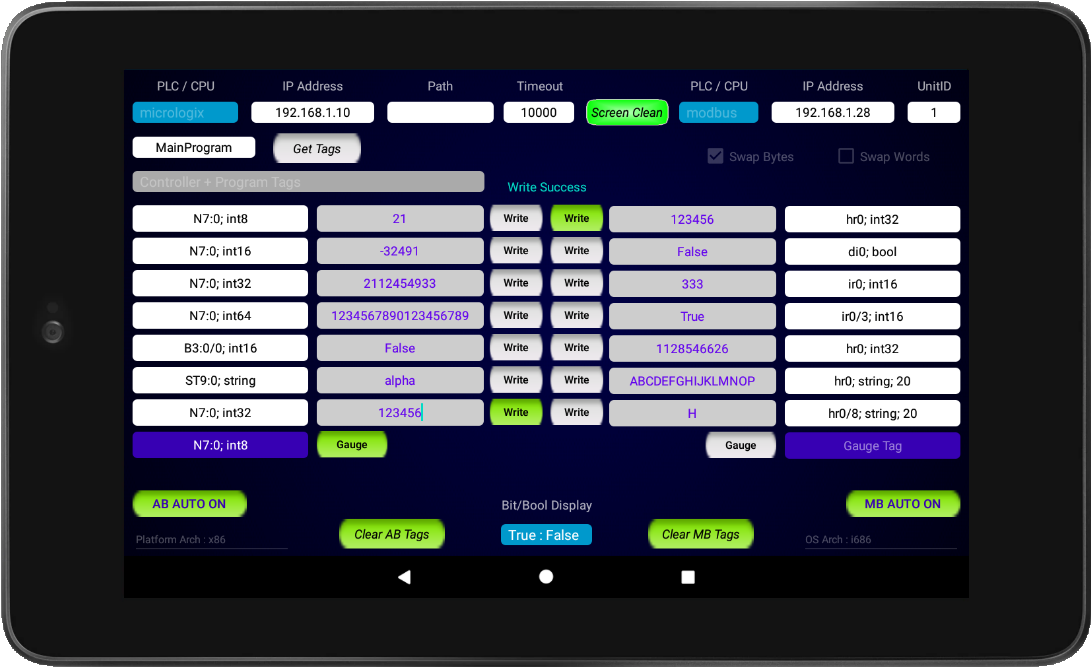 PLC / CPU IP Address Path Timeout PLC / CPU IP Address UnitID
micrologix 192.168.1.10 10000 Screen Clean modbus 192.168.1.28 1
MainProgram Get Tags Swap Bytes Swap Words
Controller + Program Tags Write Success
N7:0; int8 21 Write Write 123456 hr0; int32
N7:0; int16 -32491 Write Write False di0; bool
N7:0; int32 2112454933 Write Write 333 ir0; int16
N7:0; int64 1234567890123456789 Write Write True ir0/3; int16
B3:0/0; int16 False Write Write 1128546626 hr0; int32
ST9:0; string alpha Write Write ABCDEFGHIJKLMNOP hr0; string; 20
N7:0; int32 123456 Write Write H hr0/8; string; 20
N7:0; int8 Gauge Gauge Gauge Tag
AB AUTO ON Bit/Bool Display MB AUTO ON
Clear AB Tags True : False Clear MB Tags
Platform Arch : x86 OS Arch : i686